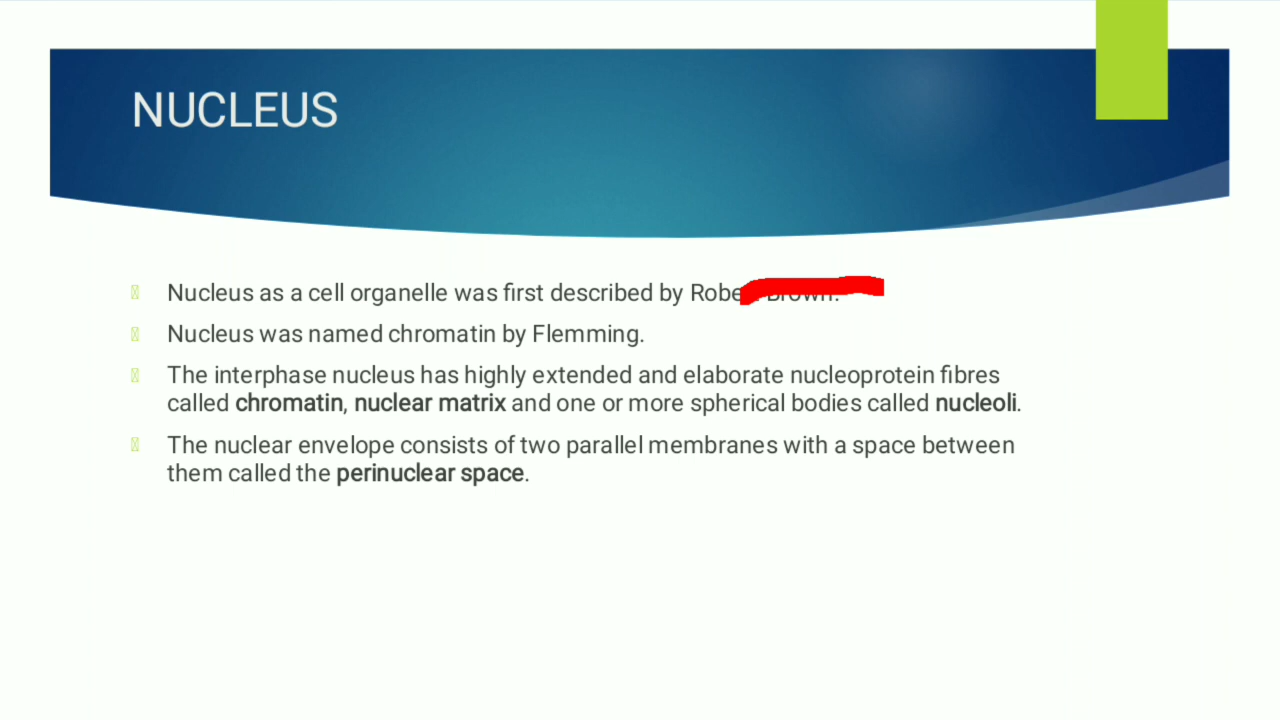 NUCLEUS
Nucleus as a cell organelle was first described by Robert Brown.
Nucleus was named chromatin by Flemming.
The interphase nucleus has highly extended and elaborate nucleoprotein fibres
called chromatin, nuclear matrix and one or more spherical bodies called nucleoli.
The nuclear envelope consists of two parallel membranes with a space between
them called the perinuclear space.